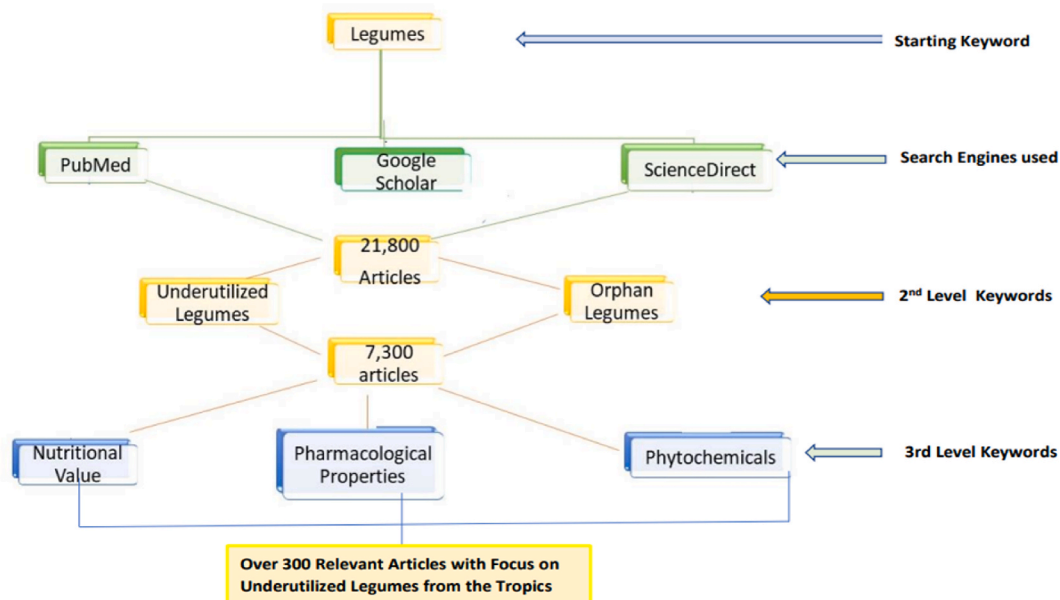 Legumes
Starting Keyword
PubMed
Google
Scholar
ScienceDirect
Search Engines used
21,800
Articles
Underutilized
Legumes
Orphan
Legumes
2nd Level Keywords
7,300
articles
Nutritional
Value
Pharmacological
Properties
Phytochemicals
3rd Level Keywords
Over 300 Relevant Articles with Focus on
Underutilized Legumes from the Tropics